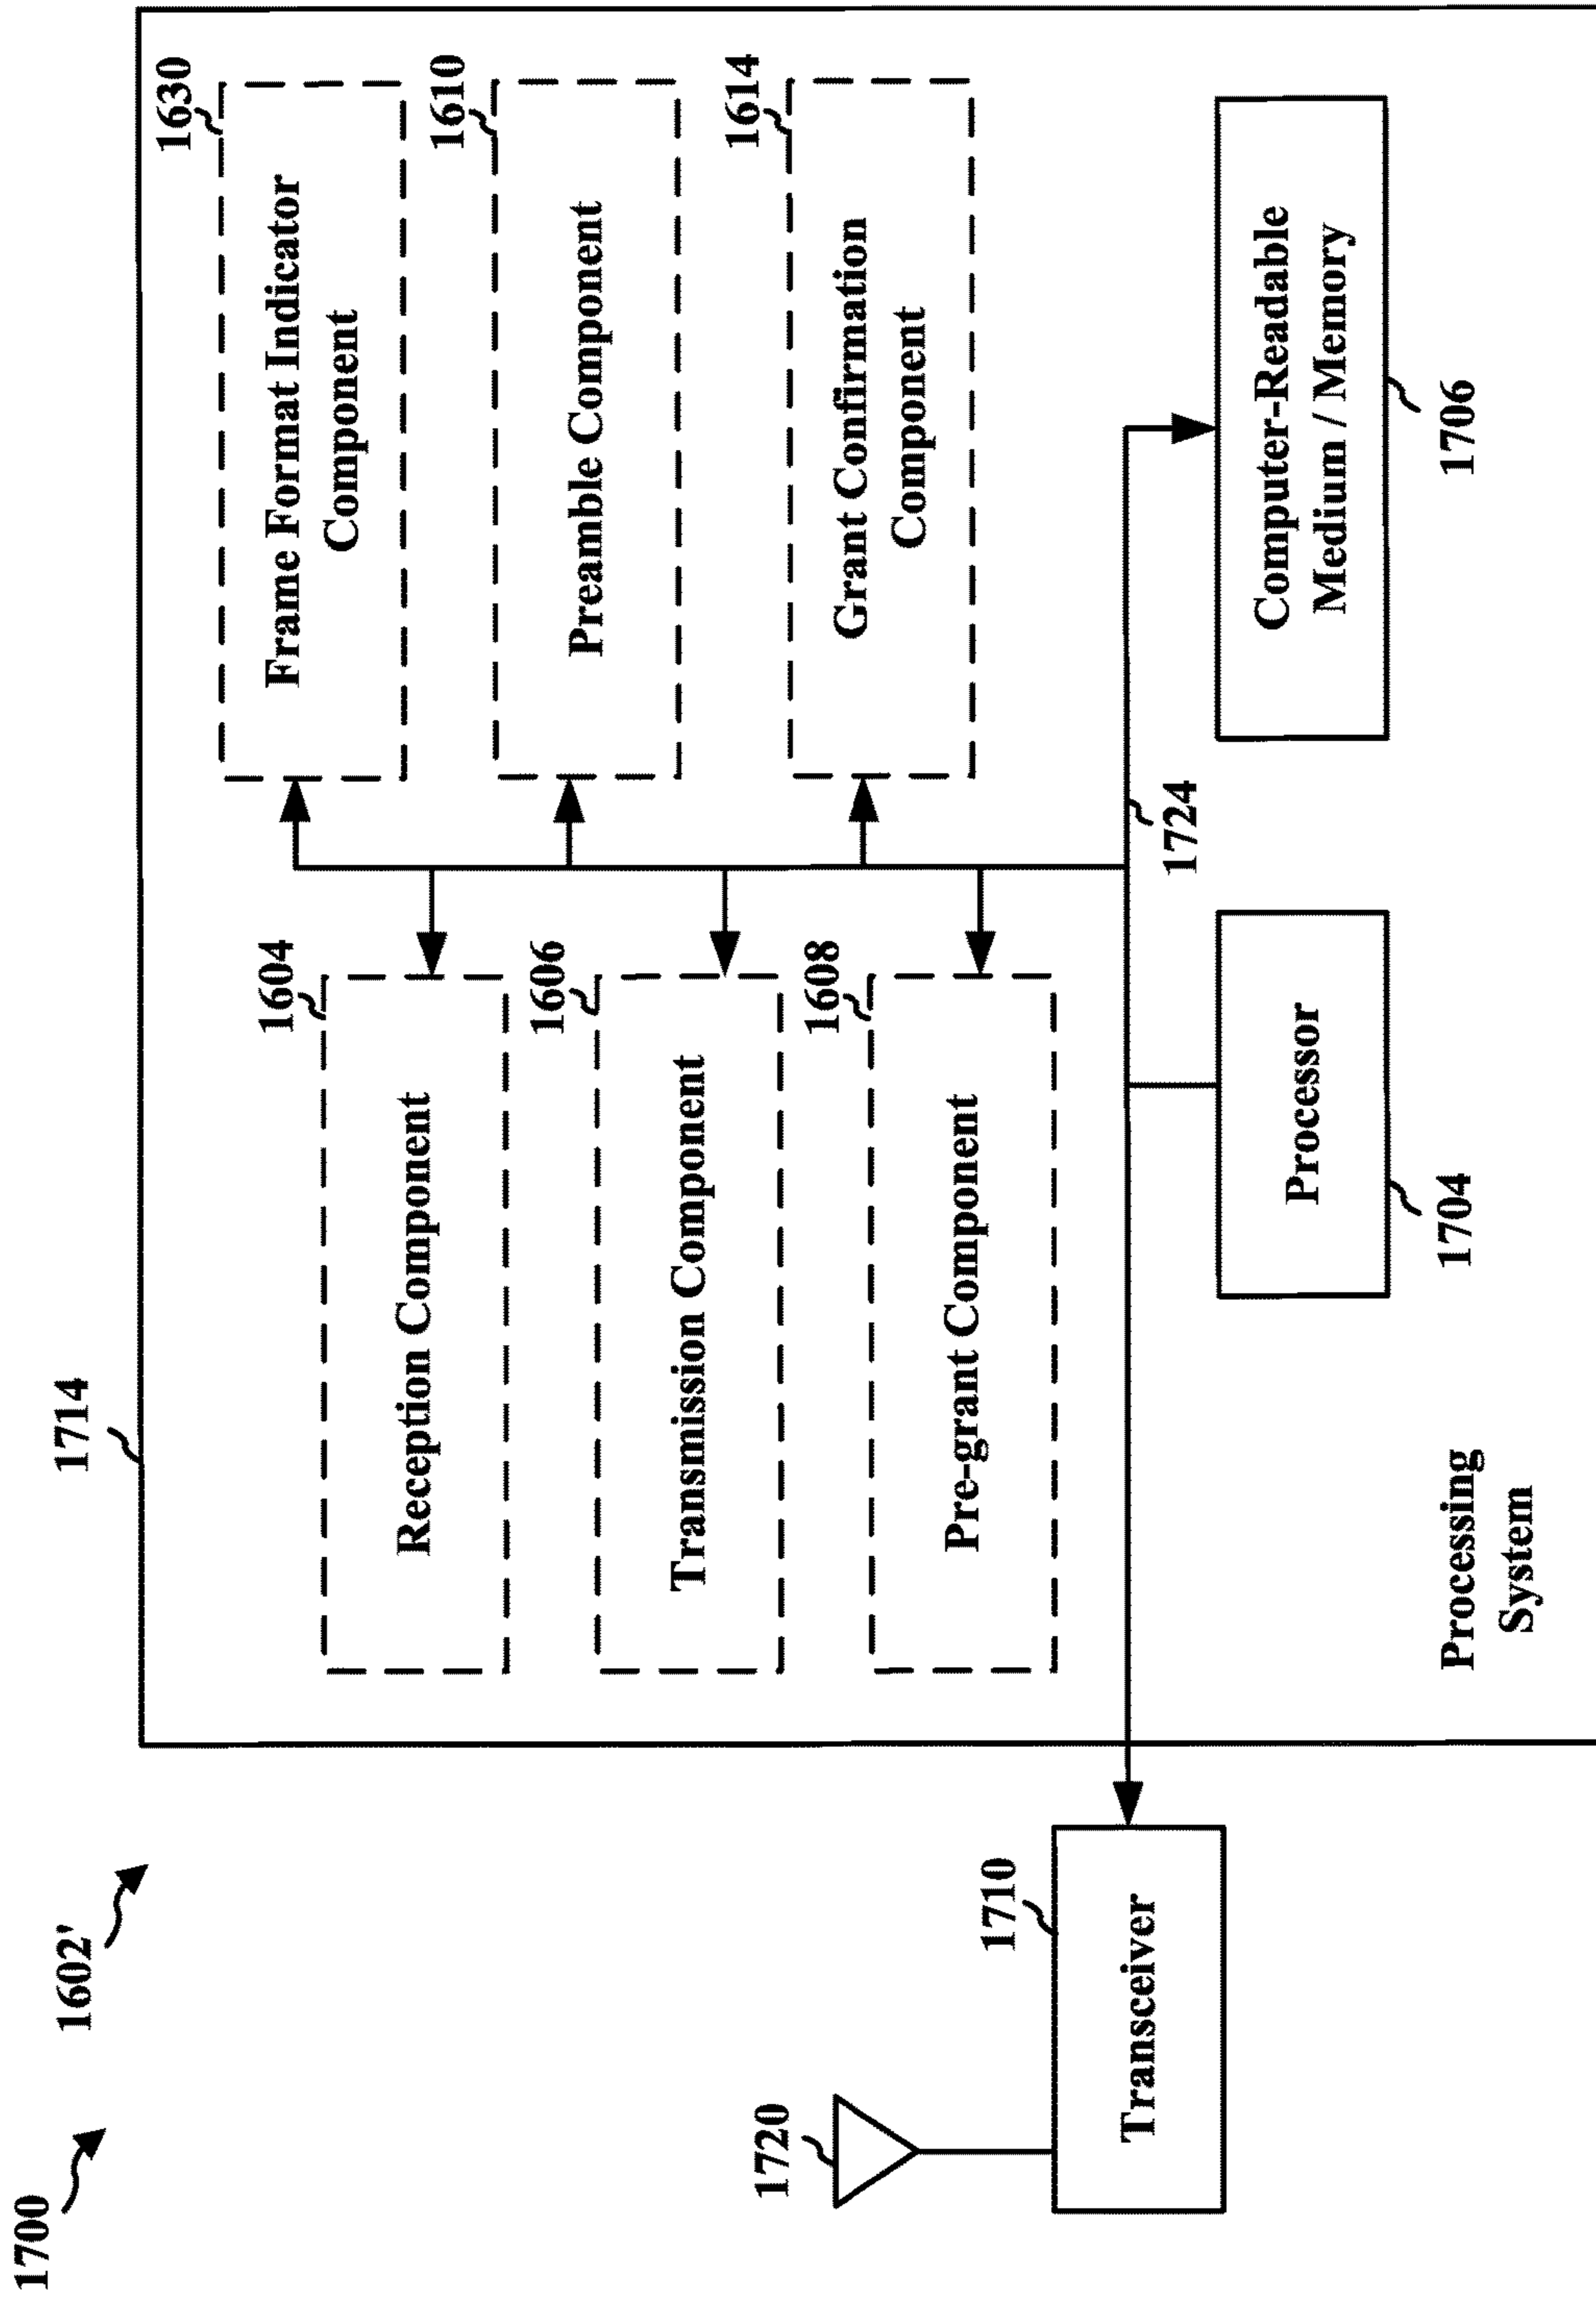 1700
1602'
1714
1604
Reception Component
1606
Transmission Component
1608
Pre-grant Component
1630
Frame Format Indicator
Component
1610
Preamble Component
1614
Grant Confirmation
Component
1720
1710
Transceiver
1724
Processor
1704
Computer-Readable
Medium / Memory
1706
Processing
System